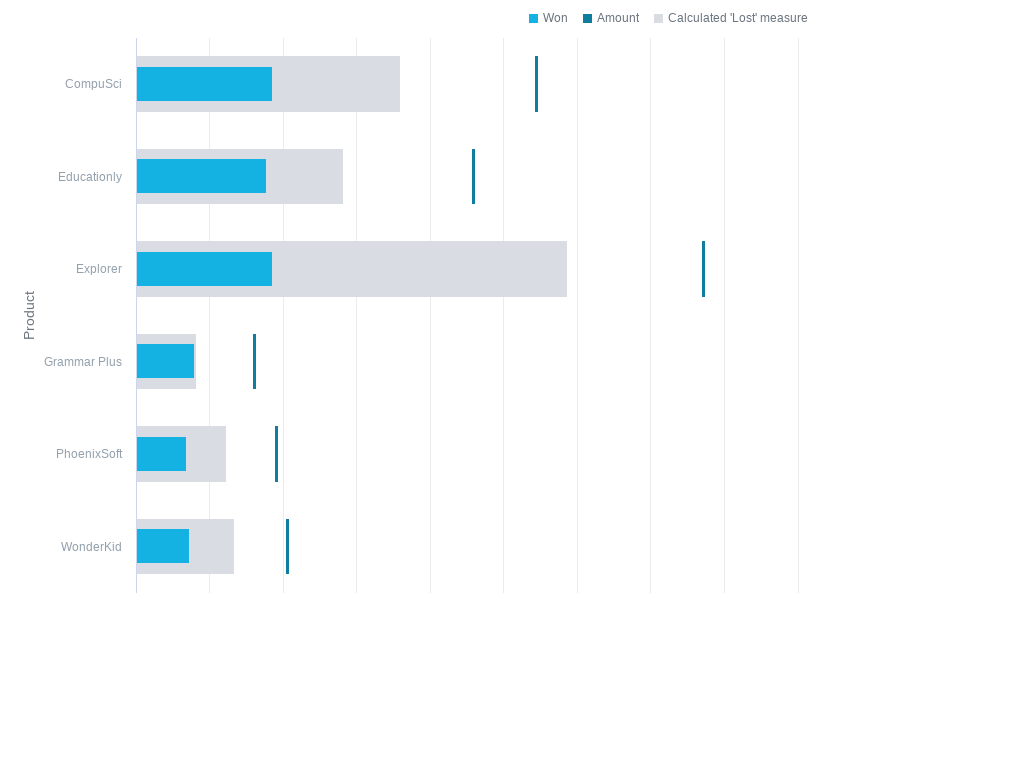 Won Amount Calculated 'Lost' measure
CompuSci
Educationly
Explorer
Product
Grammar Plus
PhoenixSoft
WonderKid